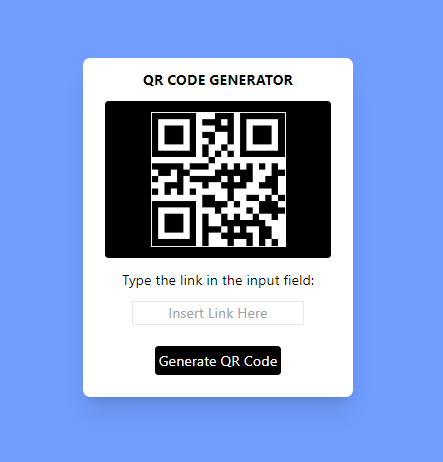 QR CODE GENERATOR
Type the link in the input field:
Insert Link Here
Generate QR Code